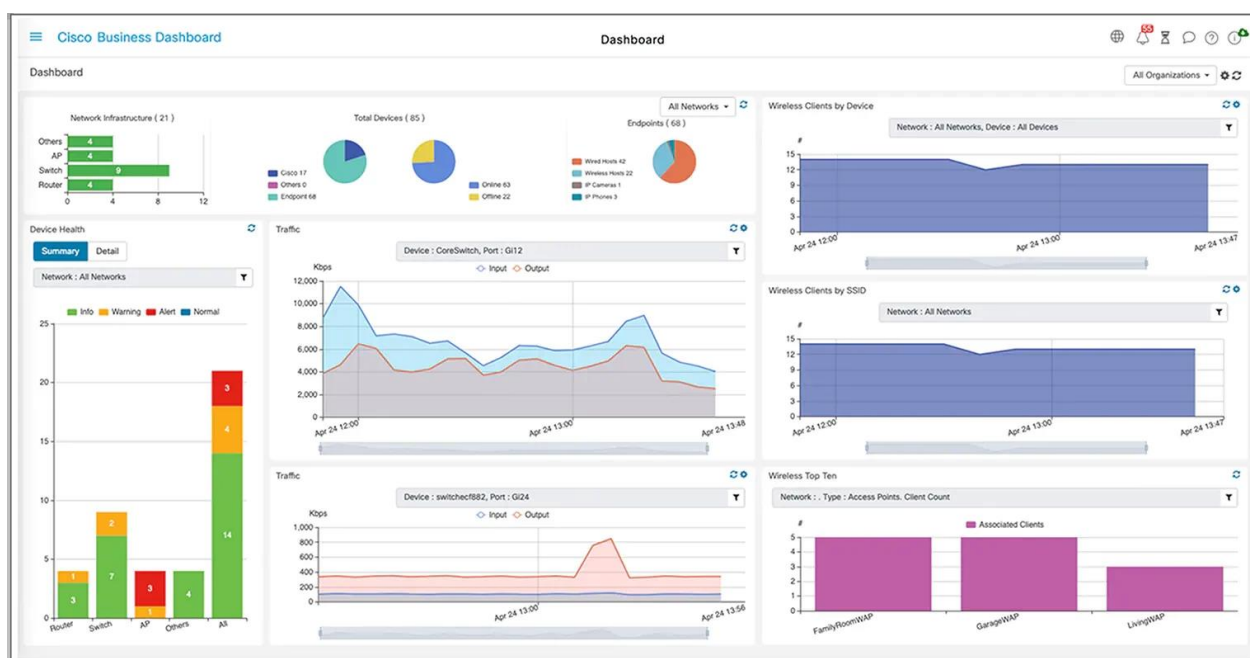 Cisco Business Dashboard
Dashboard
55
Dashboard
All Organizations
All Networks
Network Infrastructure ( 21 )
Others 4
AP 4
Switch 9
Router 4
0 4 8 12
Total Devices ( 85 )
Cisco 17
Others 0
Endpoint 68
Online 63
Offline 22
Endpoints ( 68 )
Wired Hosts 42
Wireless Hosts 22
IP Cameras 1
IP Phones 3
Wireless Clients by Device
Network : All Networks, Device : All Devices
#
15
12
9
6
3
0
Apr 24 12:00 Apr 24 13:00 Apr 24 13:47
Device Health
Summary Detail
Network : All Networks
Info Warning Alert Normal
25
20
15
10
5
0
3
4
14
2
7
1
3
3
1
4
Router Switch AP Others All
Traffic
Device : CoreSwitch, Port : Gi12
Kbps
Input Output
12,000
10,000
8,000
6,000
4,000
2,000
0
Apr 24 12:00 Apr 24 13:00 Apr 24 13:48
Wireless Clients by SSID
Network : All Networks
#
15
12
9
6
3
0
Apr 24 12:00 Apr 24 13:00 Apr 24 13:47
Traffic
Device : switchecf882, Port : Gi24
Kbps
Input Output
1,000
800
600
400
200
0
Apr 24 13:00 Apr 24 13:56
Wireless Top Ten
Network : . Type : Access Points. Client Count
#
Associated Clients
5
4
3
2
1
0
FamilyRoomWAP GarageWAP LivingWAP